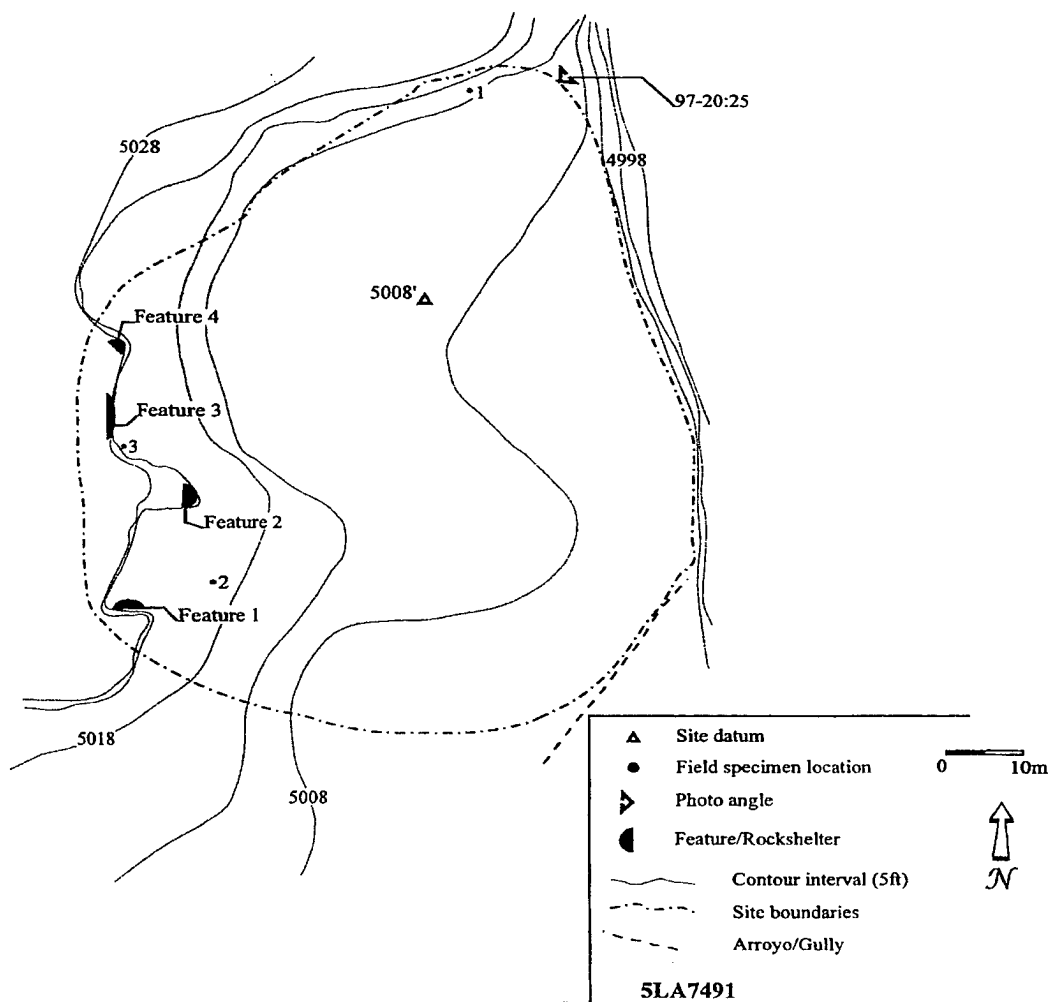 1
97-20:25
5028
4998
5008'
Feature 4
Feature 3
3
Feature 2
2
Feature 1
5018
5008
Site datum
Field specimen location
0 10m
Photo angle
Feature/Rockshelter
N
Contour interval (5ft)
Site boundaries
Arroyo/Gully
5LA7491